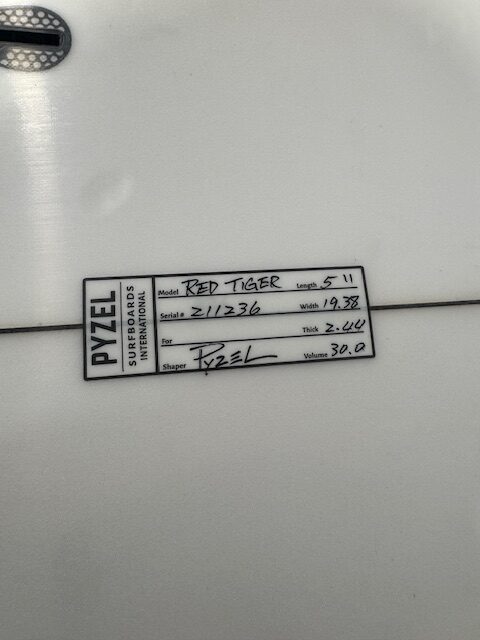 PYZEL
SURFBOARDS
INTERNATIONAL
Model RED TIGER Length 5 11
Serial # 211236 Width 19.38
For Thick 2.44
Shaper PYZEL Volume 30.0